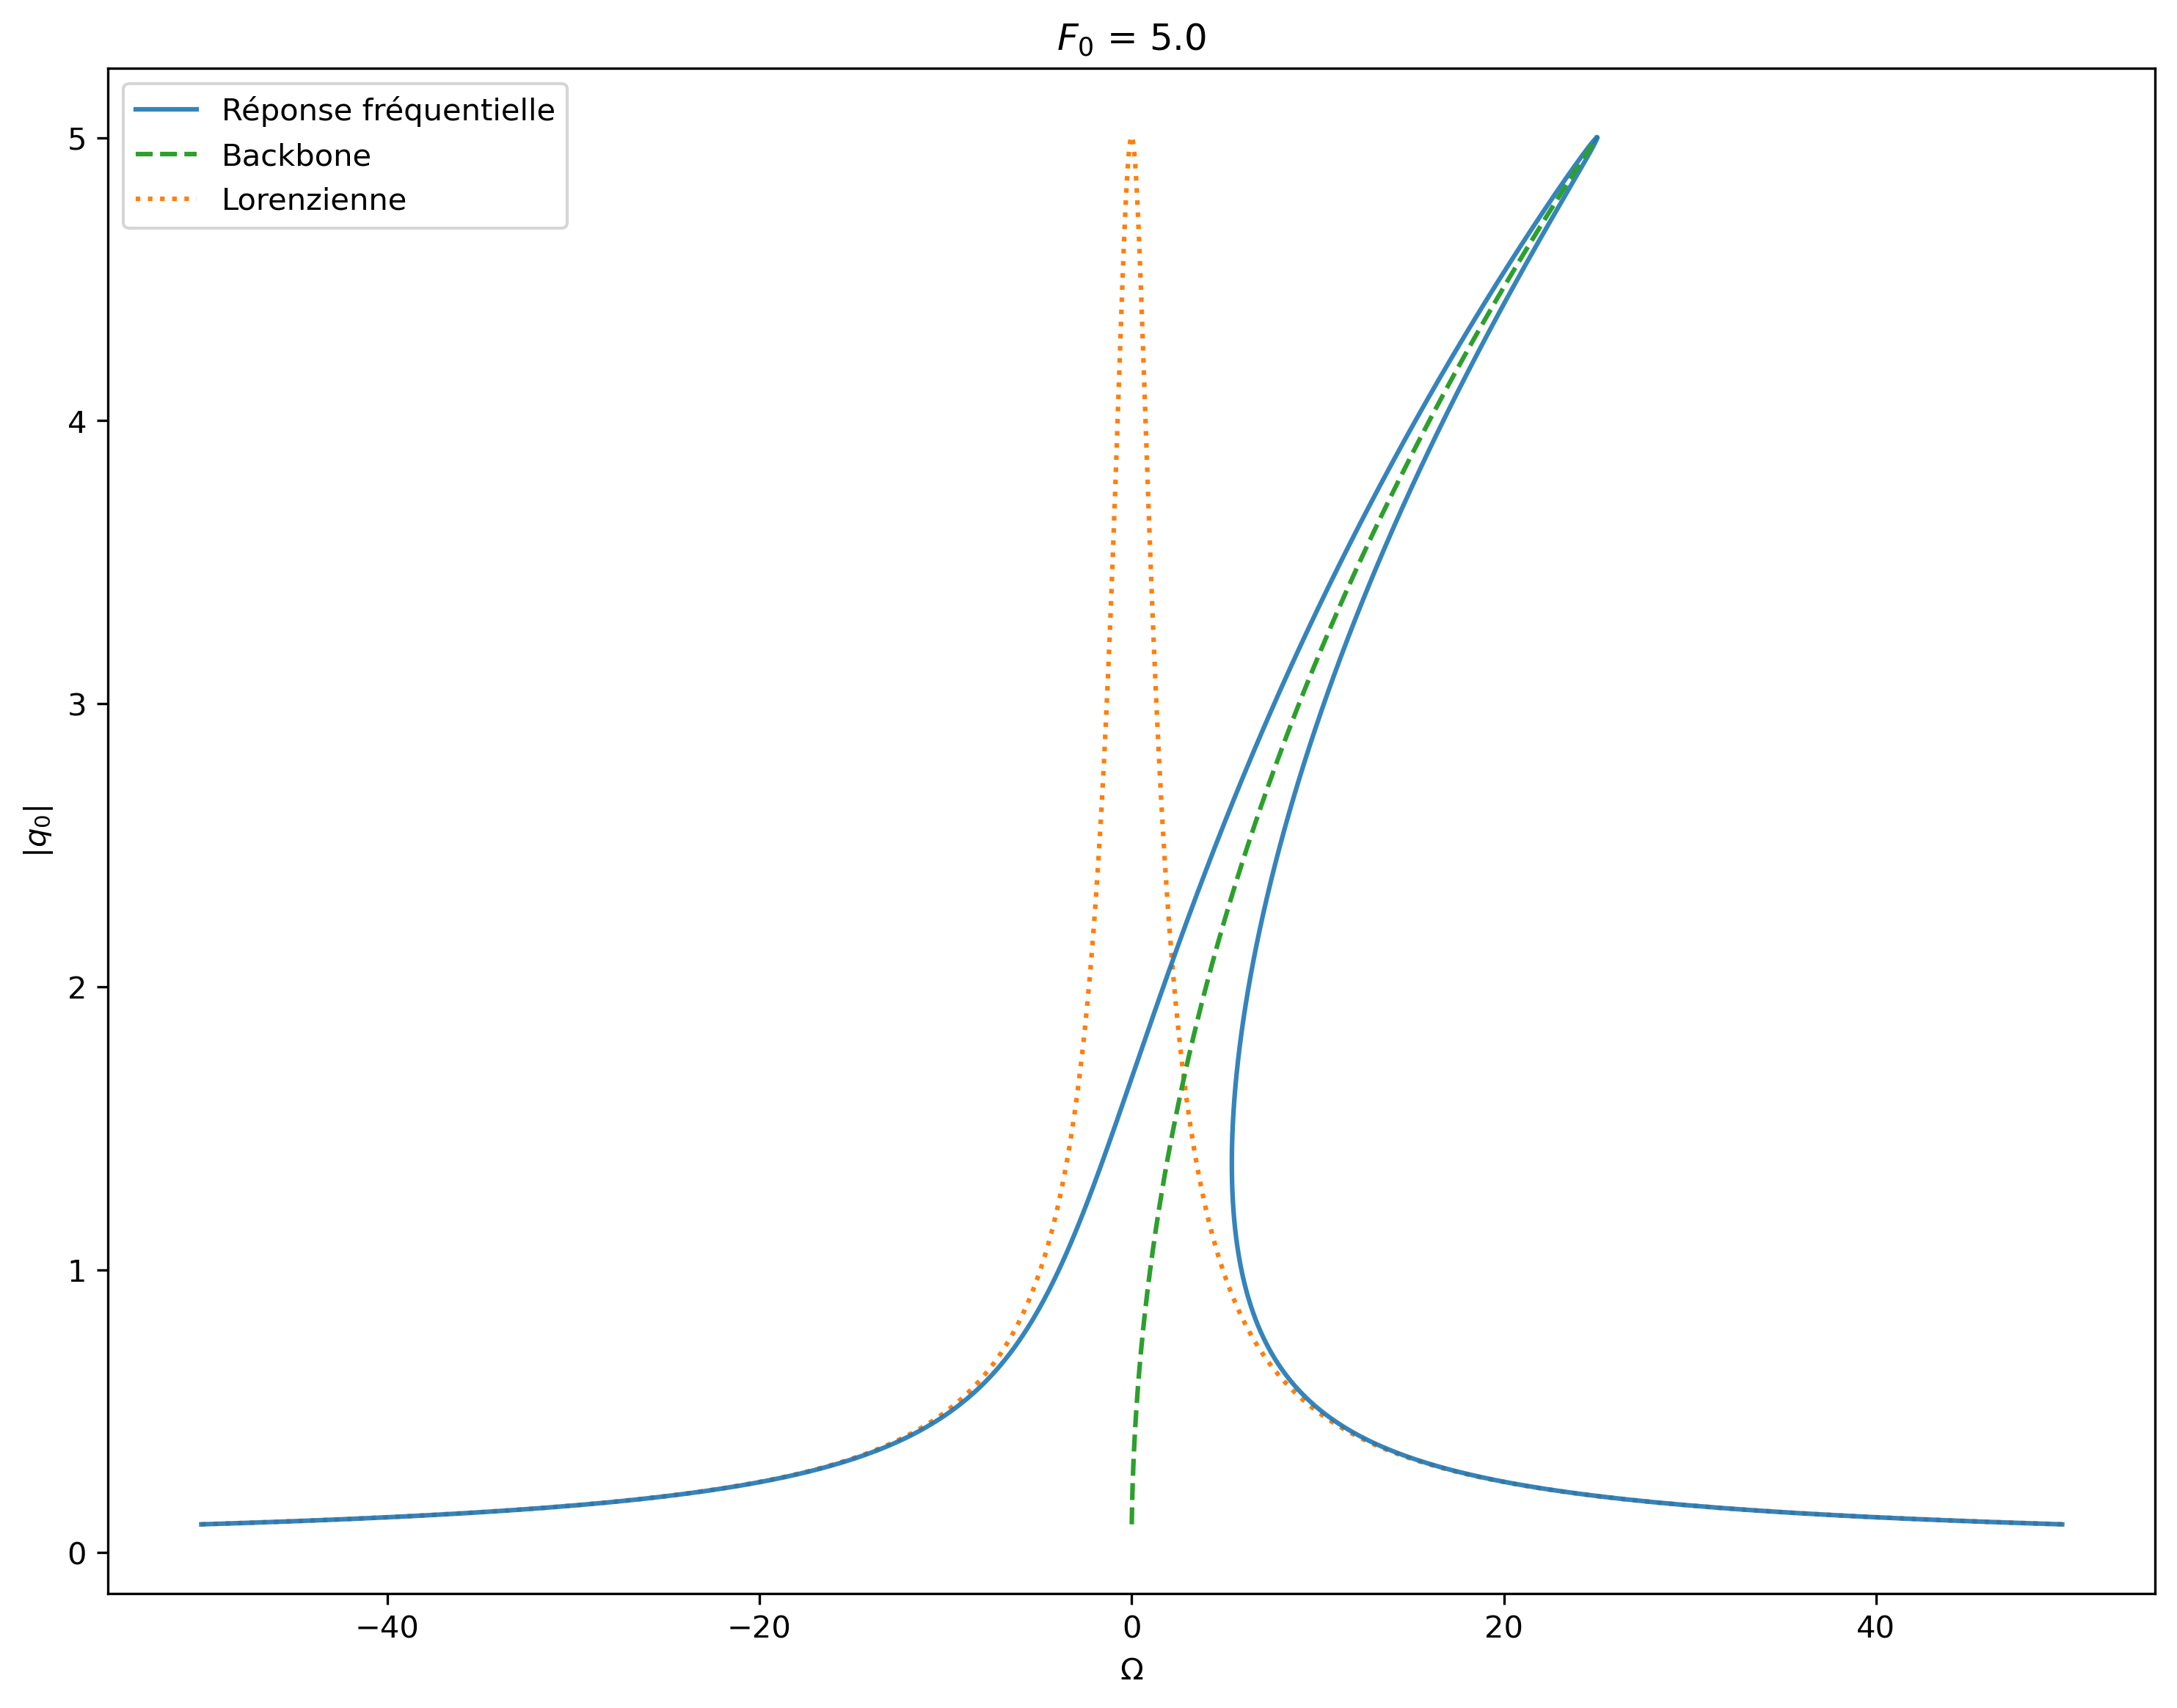 F₀ = 5.0
Réponse fréquentielle
Backbone
Lorenzienne
5
4
3
2
1
0
|q₀|
−40 −20 0 20 40
Ω